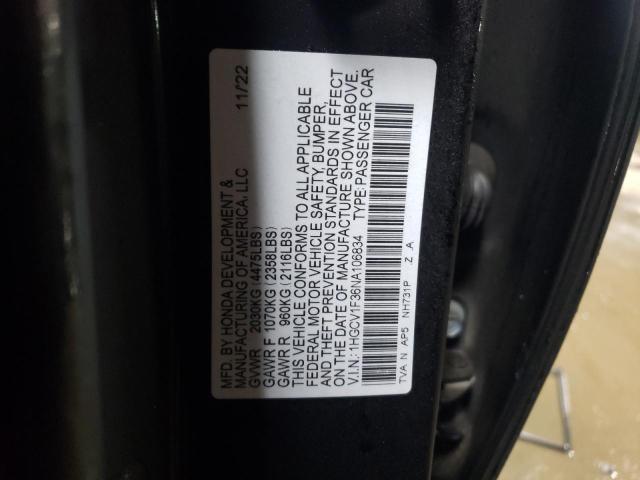 MFD. BY HONDA DEVELOPMENT & 11/22
MANUFACTURING OF AMERICA, LLC
GVWR 2030KG(4475LBS)
GAWR F 1070KG(2358LBS)
GAWR R 960KG(2116LBS)
THIS VEHICLE CONFORMS TO ALL APPLICABLE
FEDERAL MOTOR VEHICLE SAFETY, BUMPER,
AND THEFT PREVENTION STANDARDS IN EFFECT
ON THE DATE OF MANUFACTURE SHOWN ABOVE.
V.I.N.:1HGCV1F36NA106834 TYPE:PASSENGER CAR
TVA N AP5 NH731P Z A